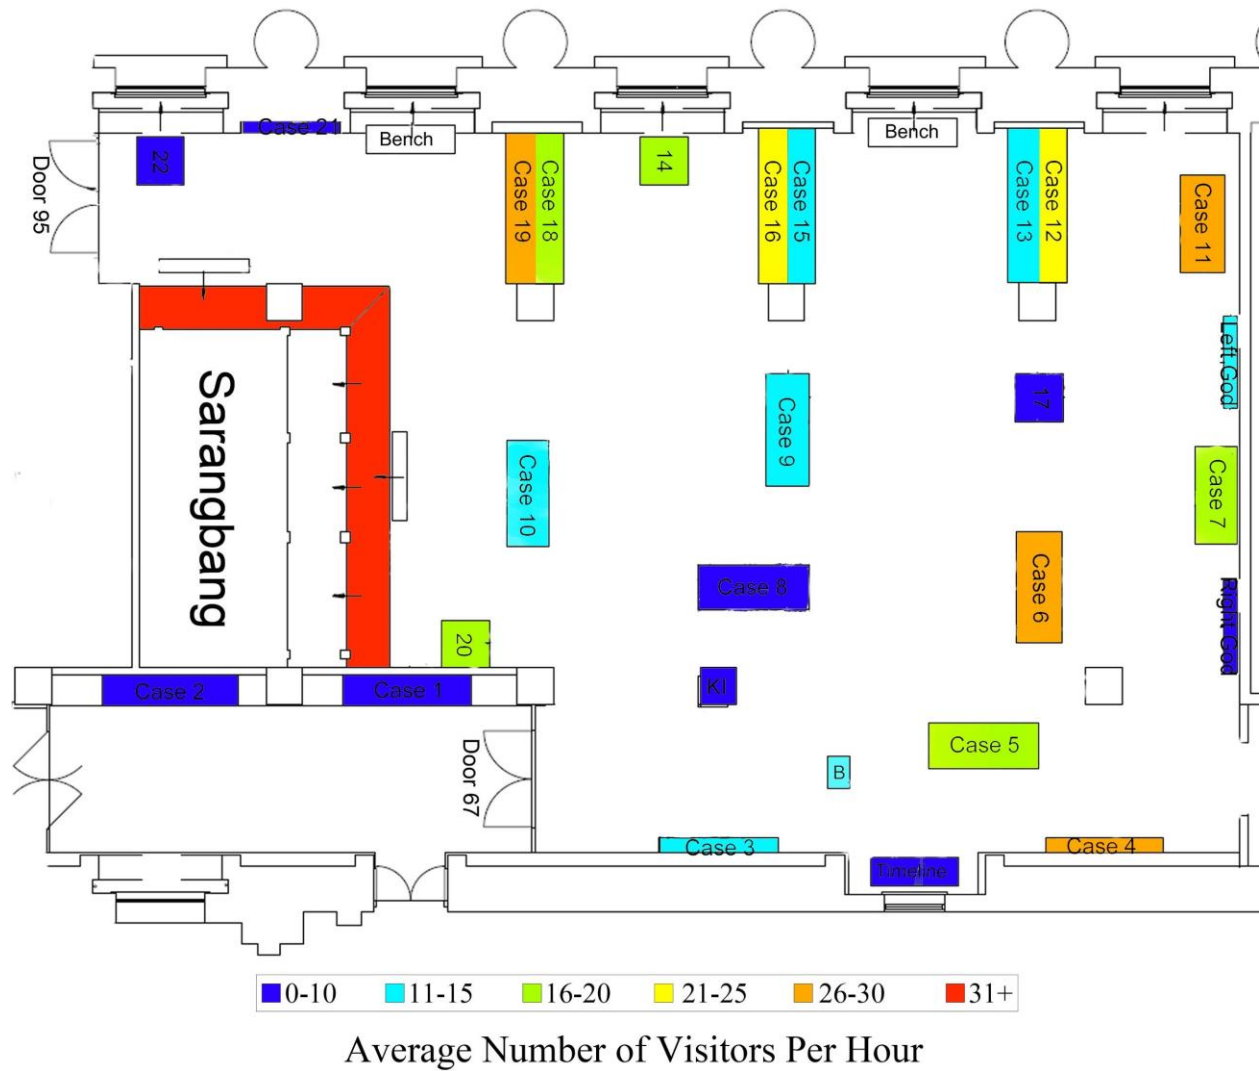 Case 21
Bench
Bench
22
Door 95
Case 19
Case 18
14
Case 16
Case 15
Case 13
Case 12
Case 11
Left God
Sarangbang
Case 10
Case 9
17
Case 7
Case 8
Case 6
Right God
20
Case 2
Case 1
KI
Door 67
B
Case 5
Case 3
Timeline
Case 4
0-10 11-15 16-20 21-25 26-30 31+
Average Number of Visitors Per Hour